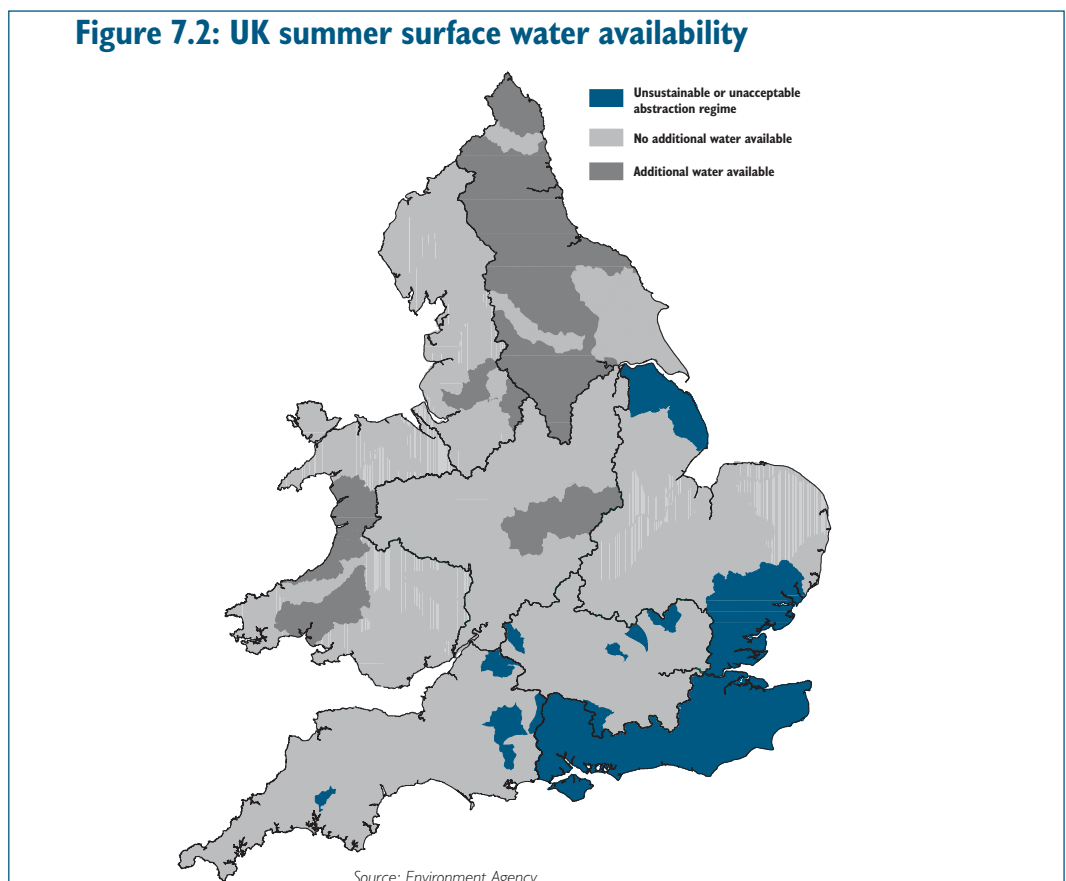 Figure 7.2: UK summer surface water availability
Unsustainable or unacceptable
abstraction regime
No additional water available
Additional water available
Source: Environment Agency